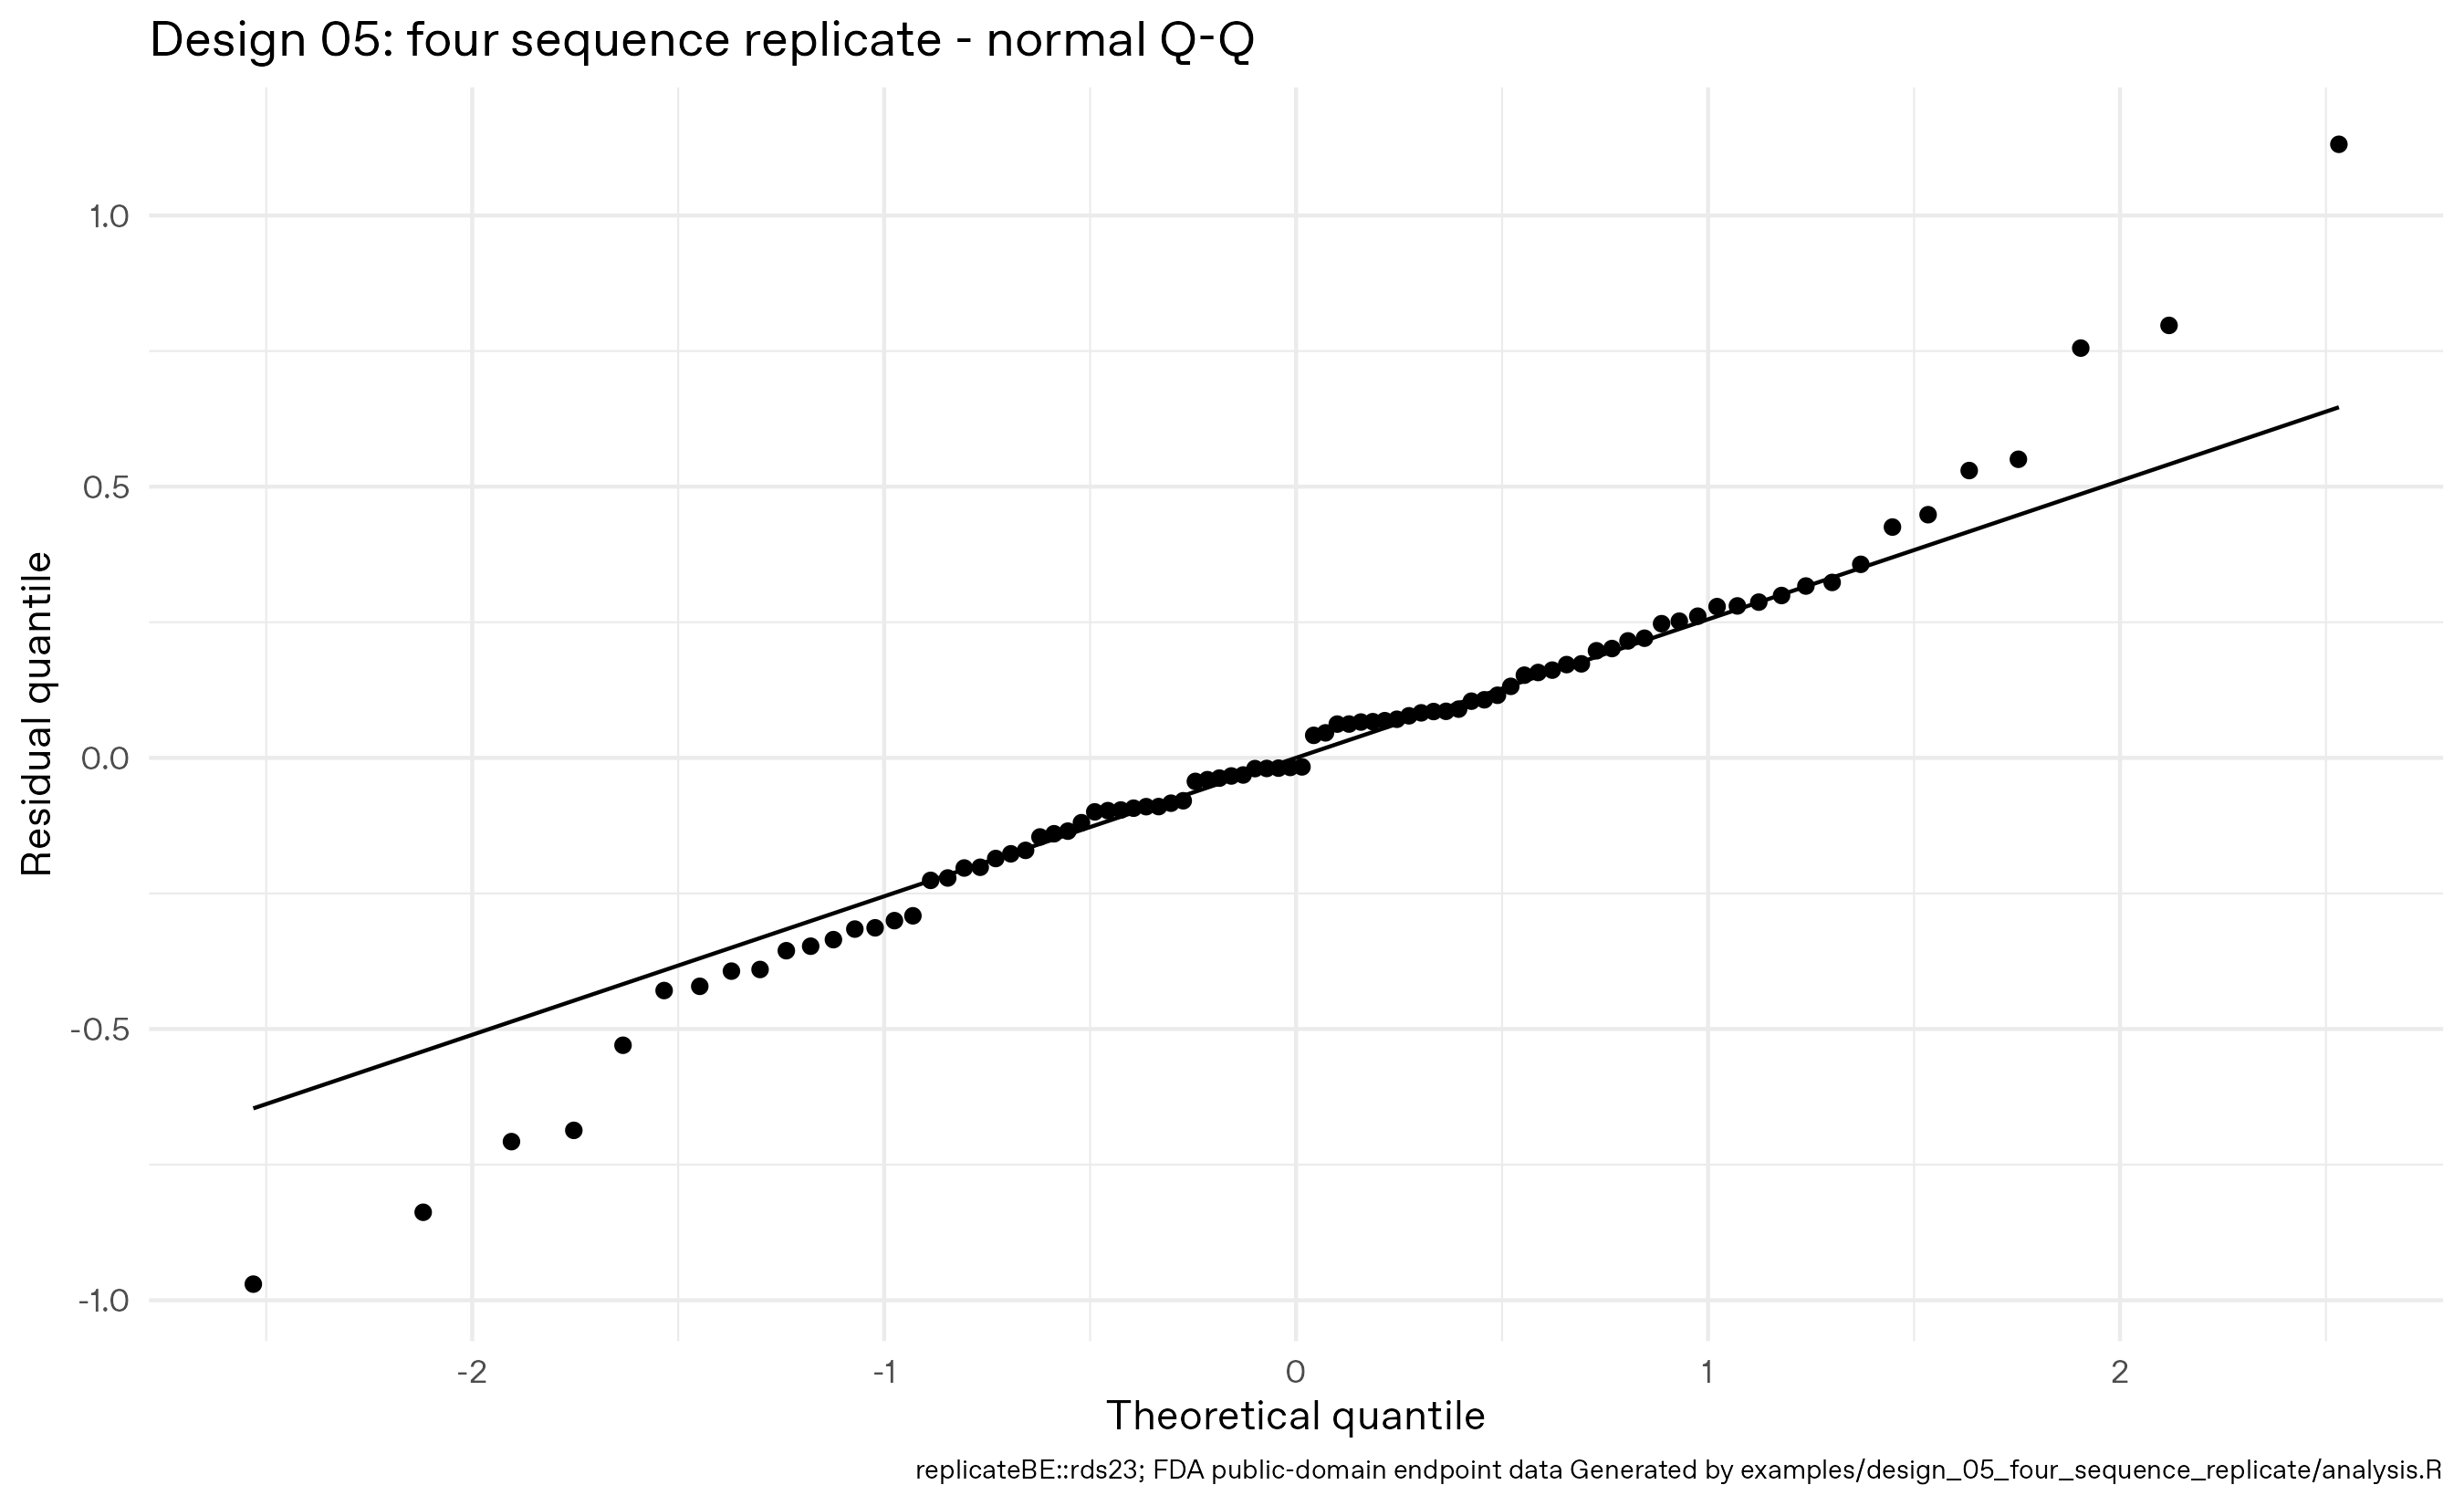 Design 05: four sequence replicate - normal Q-Q
1.0
0.5
0.0
-0.5
-1.0
Residual quantile
-2
-1
0
1
2
Theoretical quantile
replicateBE::rds23; FDA public-domain endpoint data Generated by examples/design_05_four_sequence_replicate/analysis.R